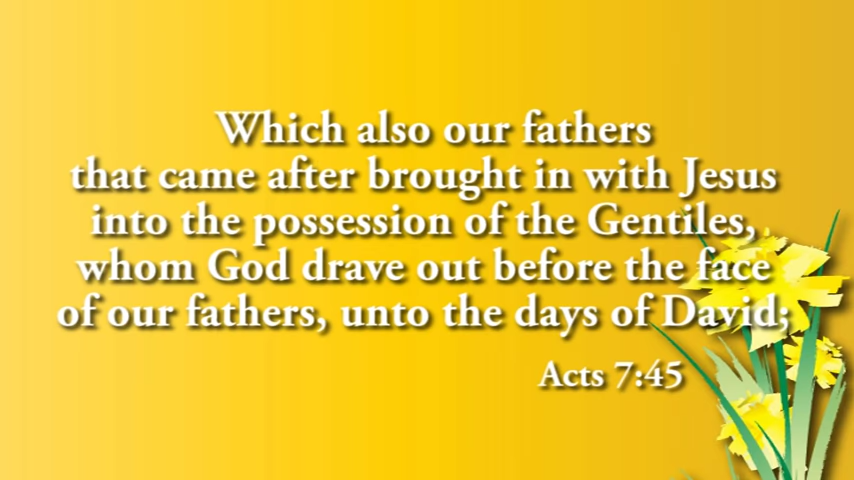 Which also our fathers
that came after brought in with Jesus
into the possession of the Gentiles,
whom God drave out before the face
of our fathers, unto the days of David;
Acts 7:45